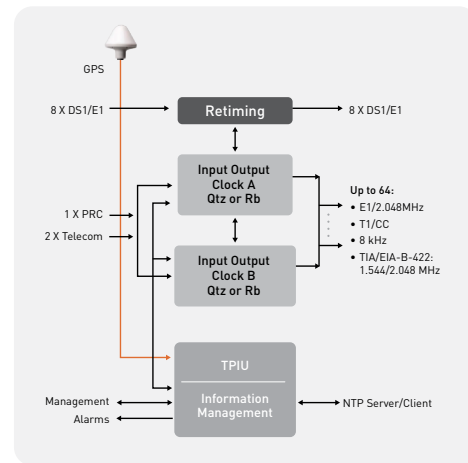 GPS
8 X DS1/E1
Retiming
8 X DS1/E1
Input Output
Clock A
Qtz or Rb
1 X PRC
2 X Telecom
Up to 64:
• E1/2.048MHz
• T1/CC
• 8 kHz
• TIA/EIA-B-422:
1.544/2.048 MHz
Input Output
Clock B
Qtz or Rb
TPIU
Information
Management
Management
Alarms
NTP Server/Client